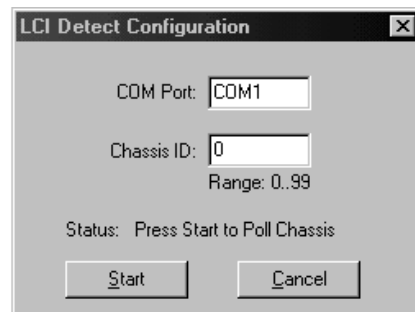 LCI Detect Configuration
COM Port: COM1
Chassis ID: 0
Range: 0..99
Status: Press Start to Poll Chassis
Start Cancel